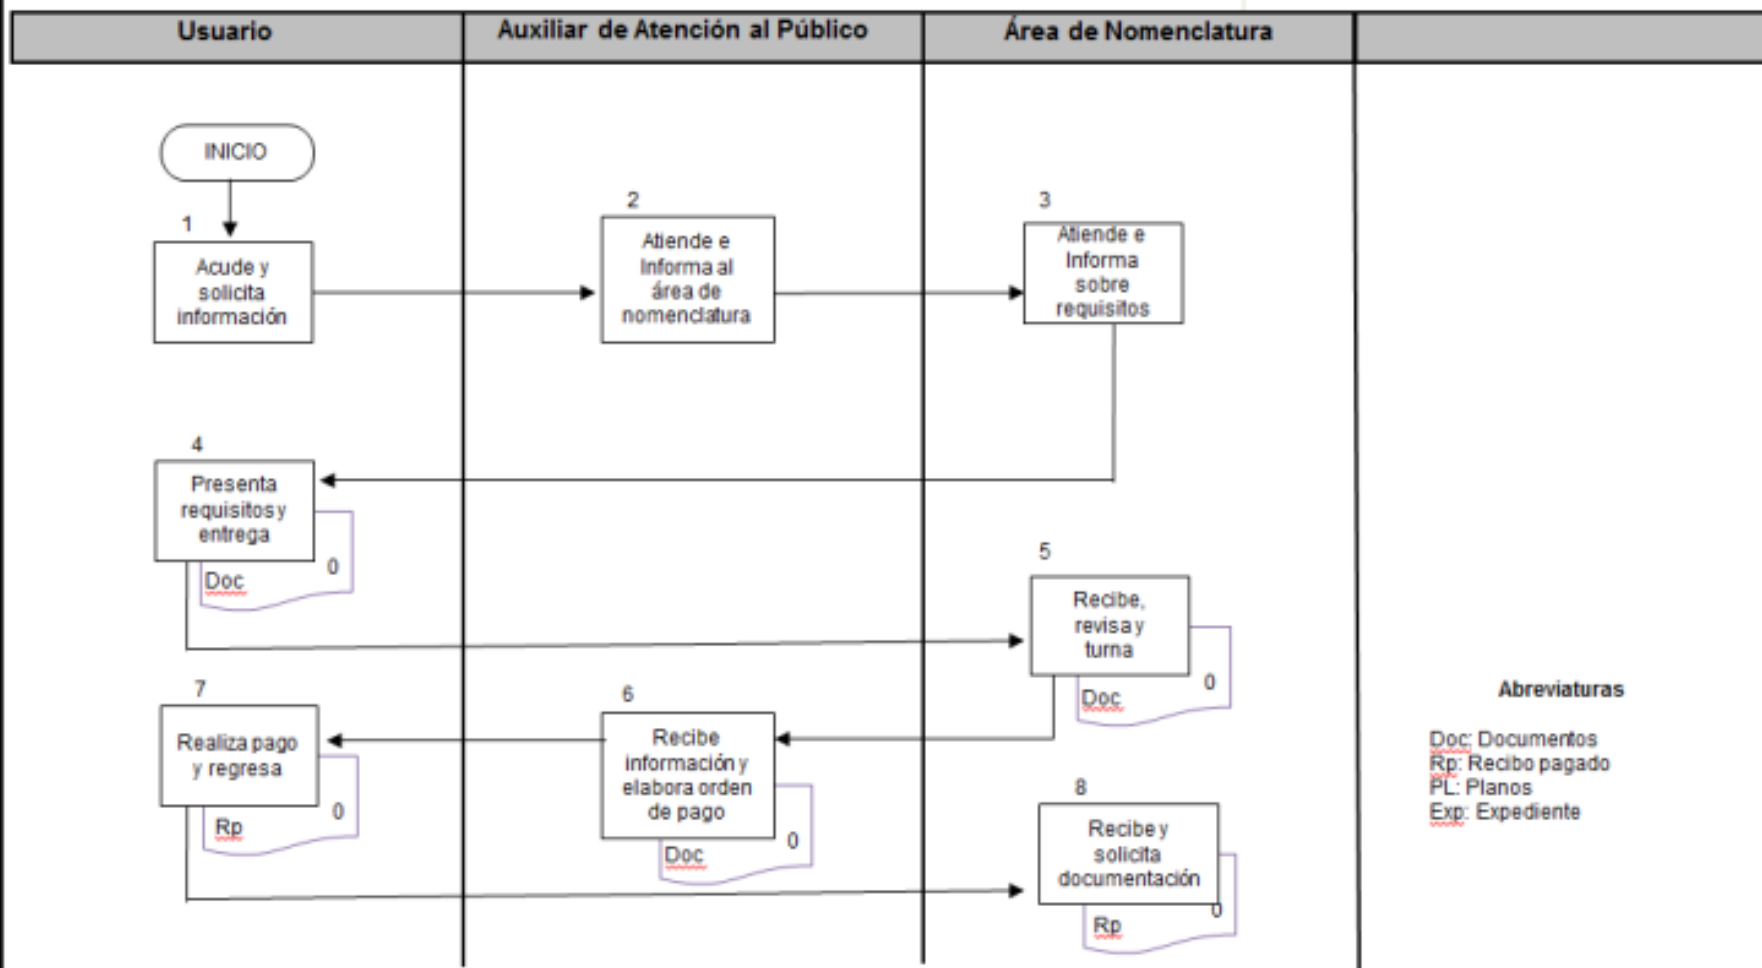 Usuario
Auxiliar de Atención al Público
Área de Nomenclatura
INICIO
1
Acude y
solicita
información
2
Atiende e
Informa al
área de
nomenclatura
3
Atiende e
Informa
sobre
requisitos
4
Presenta
requisitos y
entrega
0
Doc
5
Recibe,
revisa y
turna
0
Doc
6
Recibe
información y
elabora orden
de pago
0
Doc
7
Realiza pago
y regresa
0
Rp
8
Recibe y
solicita
documentación
0
Rp
Abreviaturas
Doc: Documentos
Rp: Recibo pagado
PL: Planos
Exp: Expediente